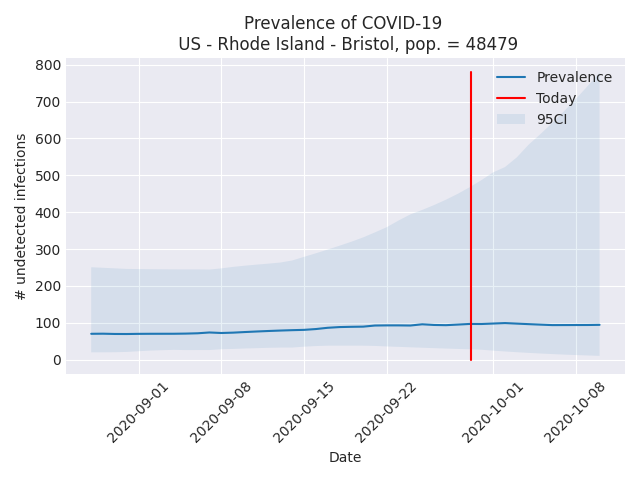 Prevalence of COVID-19
US - Rhode Island - Bristol, pop. = 48479
800
700
600
500
400
300
200
100
0
# undetected infections
Prevalence
Today
95CI
2020-09-01
2020-09-08
2020-09-15
2020-09-22
2020-10-01
2020-10-08
Date